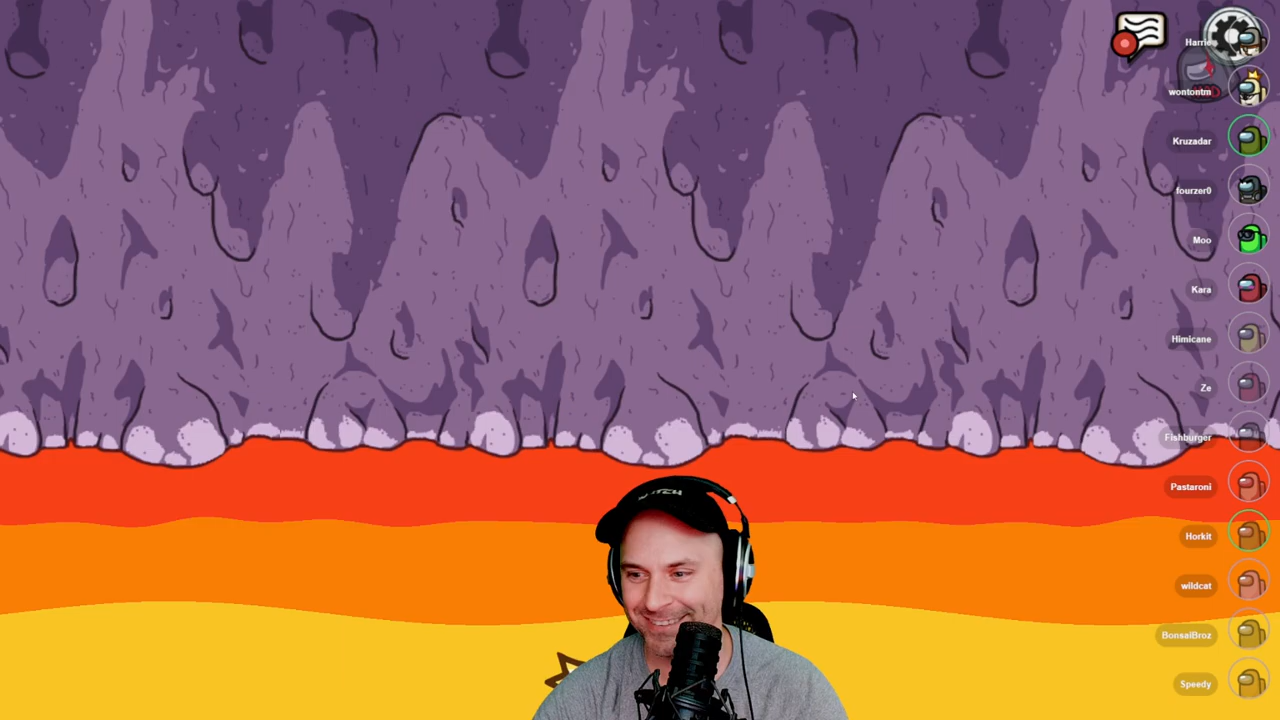 Harrie
wontontm
Kruzadar
fourzer0
Moo
Kara
Himicane
Ze
Fishburger
Pastaroni
Horkit
wildcat
BonsaiBroz
Speedy